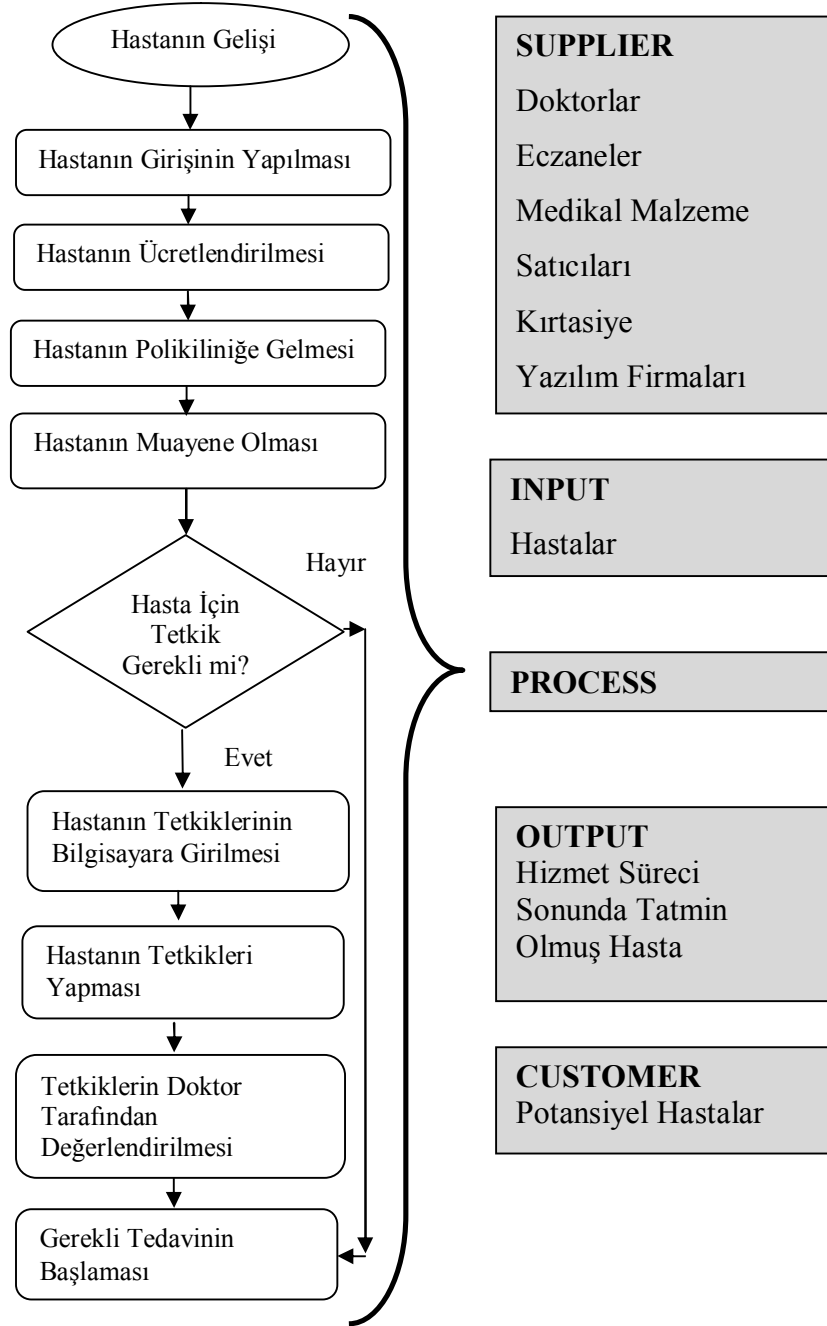 Hastanın Gelişi
Hastanın Girişinin Yapılması
Hastanın Ücretlendirilmesi
Hastanın Polikiliniğe Gelmesi
Hastanın Muayene Olması
Hayır
Hasta İçin
Tetkik
Gerekli mi?
Evet
Hastanın Tetkiklerinin
Bilgisayara Girilmesi
Hastanın Tetkikleri
Yapması
Tetkiklerin Doktor
Tarafından
Değerlendirilmesi
Gerekli Tedavinin
Başlaması
SUPPLIER
Doktorlar
Eczaneler
Medikal Malzeme
Satıcıları
Kırtasiye
Yazılım Firmaları
INPUT
Hastalar
PROCESS
OUTPUT
Hizmet Süreci
Sonunda Tatmin
Olmuş Hasta
CUSTOMER
Potansiyel Hastalar